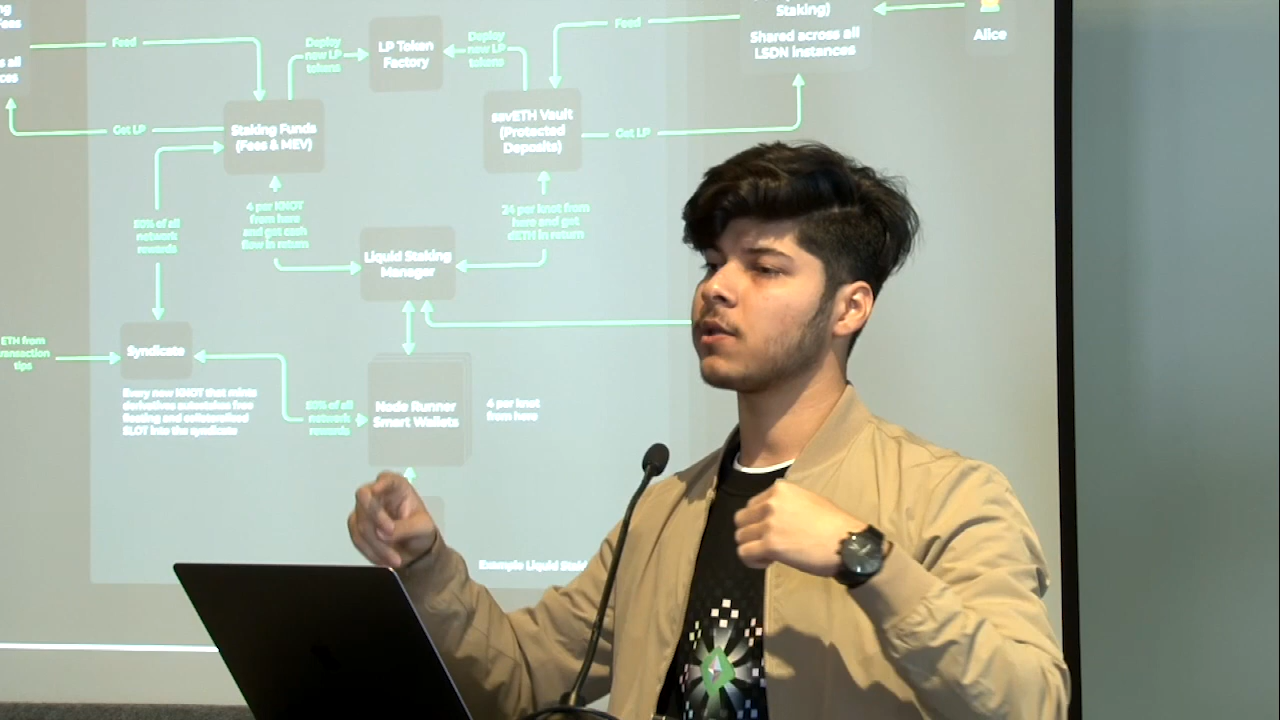 ng
Fees
s all
ces
Feed
Get LP
Deploy
new LP
tokens
LP Token
Factory
Deploy
new LP
tokens
Feed
Staking)
Shared across all
LSDN instances
Alice
Staking Funds
(Fees & MEV)
savETH Vault
(Protected
Deposits)
Get LP
50% of all
network
rewards
4 per KNOT
from here
and get cash
flow in return
24 per knot from
here and get
dETH in return
Liquid Staking
Manager
ETH from
transaction
tips
Syndicate
Every new KNOT that mints
derivative
free
floating and collateralized
SLOT into the syndicate
50% of all
network
rewards
Node Runner
Smart Wallets
4 per knot
from here
Example Liquid Staki